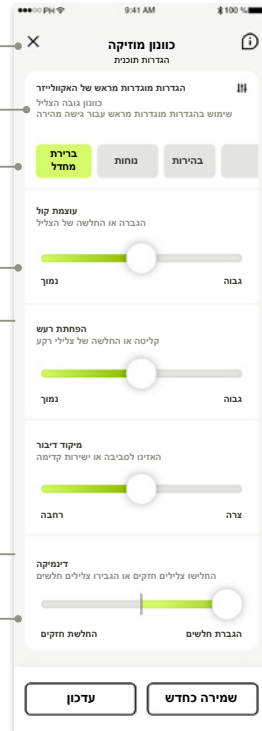 PH
9:41 AM
100 %
כוונון מוזיקה
הגדרות תוכנית
הגדרות מוגדרות מראש של האקולייזר
כוונון גובה הצליל
שימוש בהגדרות מוגדרות מראש עבור גישה מהירה
ברירת מחדל
נוחות
בהירות
עוצמת קול
הגברה או החלשה של הצליל
נמוך
גבוה
הפחתת רעש
קליטה או החלשה של צלילי רקע
נמוך
גבוה
מיקוד דיבור
האזינו לסביבה או ישירות קדימה
רחבה
צרה
דינמיקה
החלישו צלילים חזקים או הגבירו צלילים חלשים
החלשת חזקים
הגברת חלשים
עדכון
שמירה כחדש